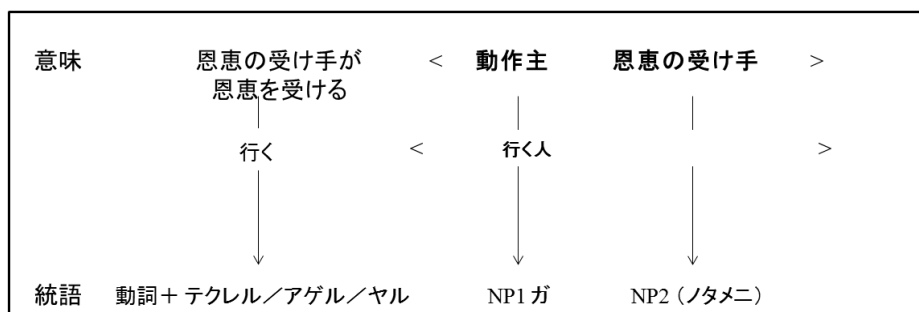 意味 恩恵の受け手が < 動作主 恩恵の受け手 >
恩恵を受ける
行く < 行く人 >
統語 動詞+テクレル/アゲル/ヤル NP1ガ NP2(ノタメニ)